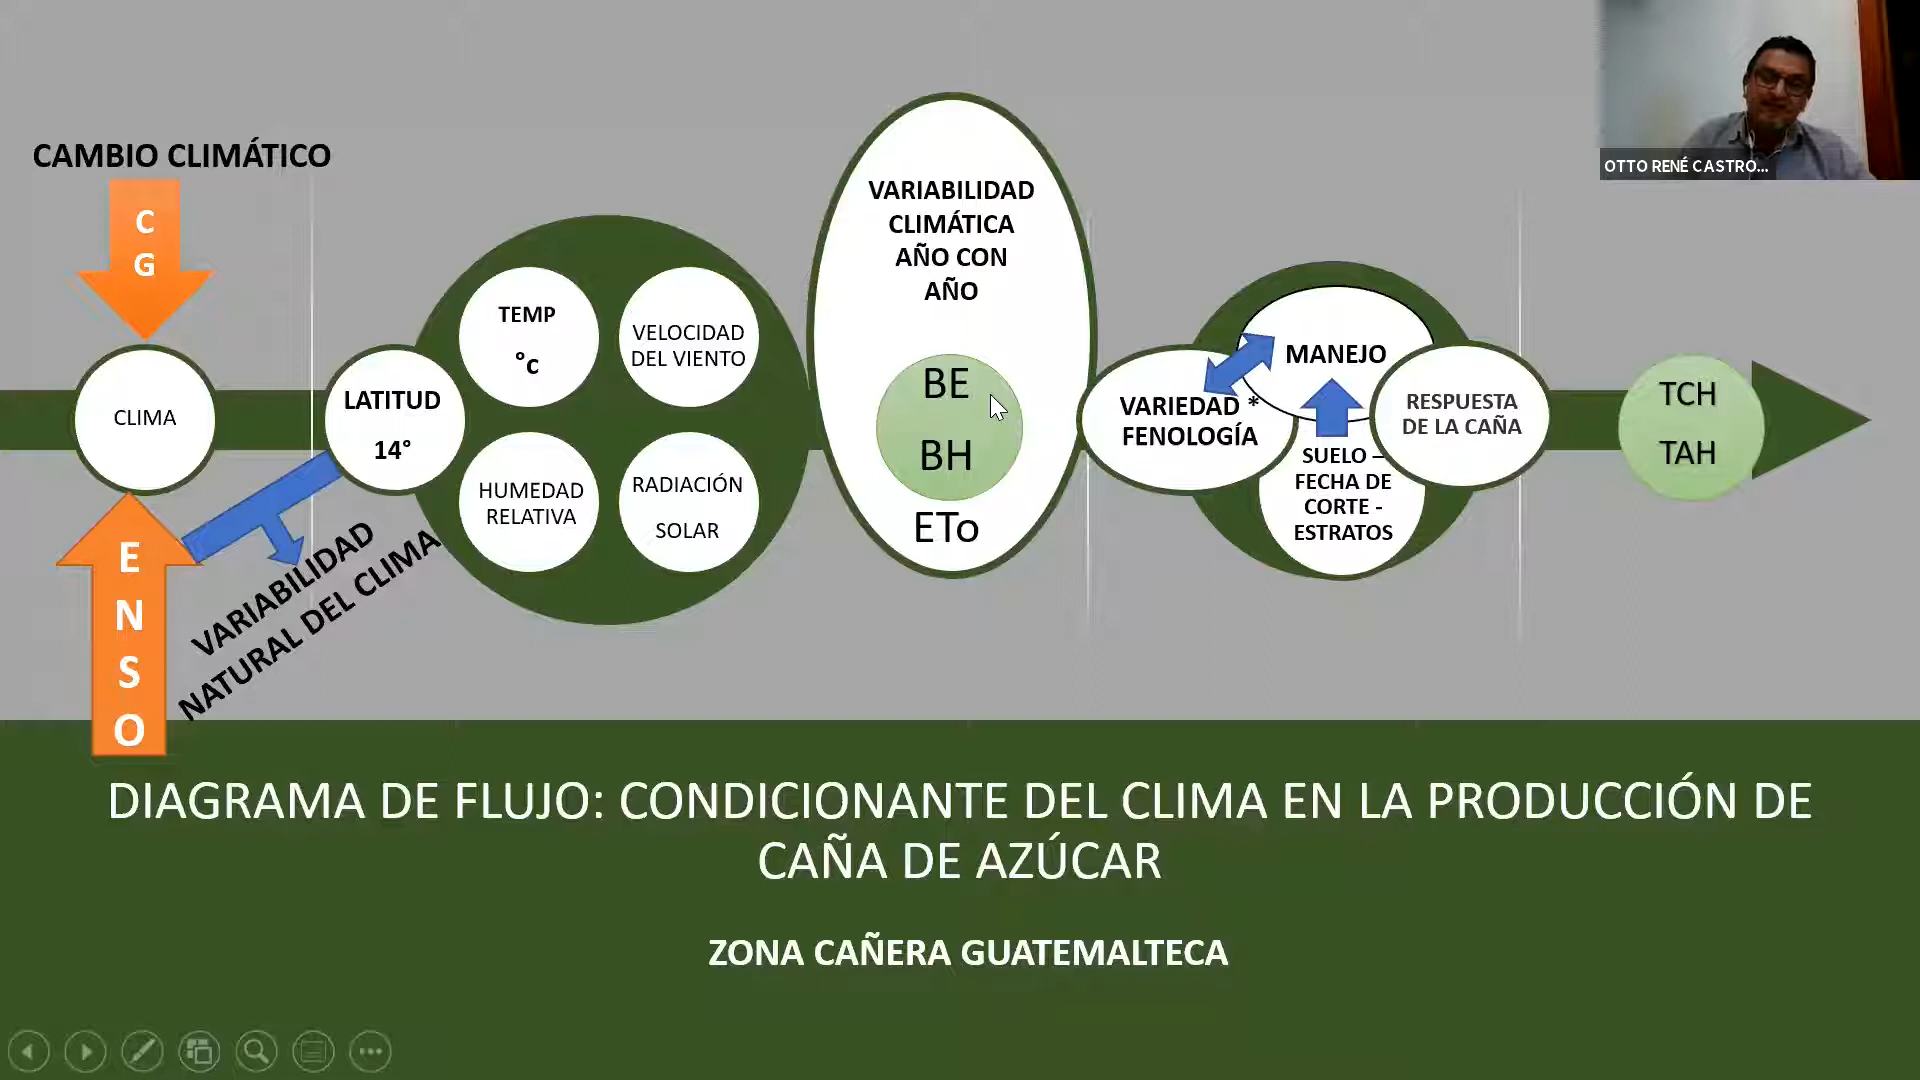 OTTO RENÉ CASTRO...
CAMBIO CLIMÁTICO
C
G
CLIMA
E
N
S
O
VARIABILIDAD
NATURAL DEL CLIMA
LATITUD
14°
TEMP
°c
VELOCIDAD
DEL VIENTO
HUMEDAD
RELATIVA
RADIACIÓN
SOLAR
VARIABILIDAD
CLIMÁTICA
AÑO CON
AÑO
BE
BH
ETo
VARIEDAD *
FENOLOGÍA
MANEJO
SUELO –
FECHA DE
CORTE -
ESTRATOS
RESPUESTA
DE LA CAÑA
TCH
TAH
DIAGRAMA DE FLUJO: CONDICIONANTE DEL CLIMA EN LA PRODUCCIÓN DE
CAÑA DE AZÚCAR
ZONA CAÑERA GUATEMALTECA